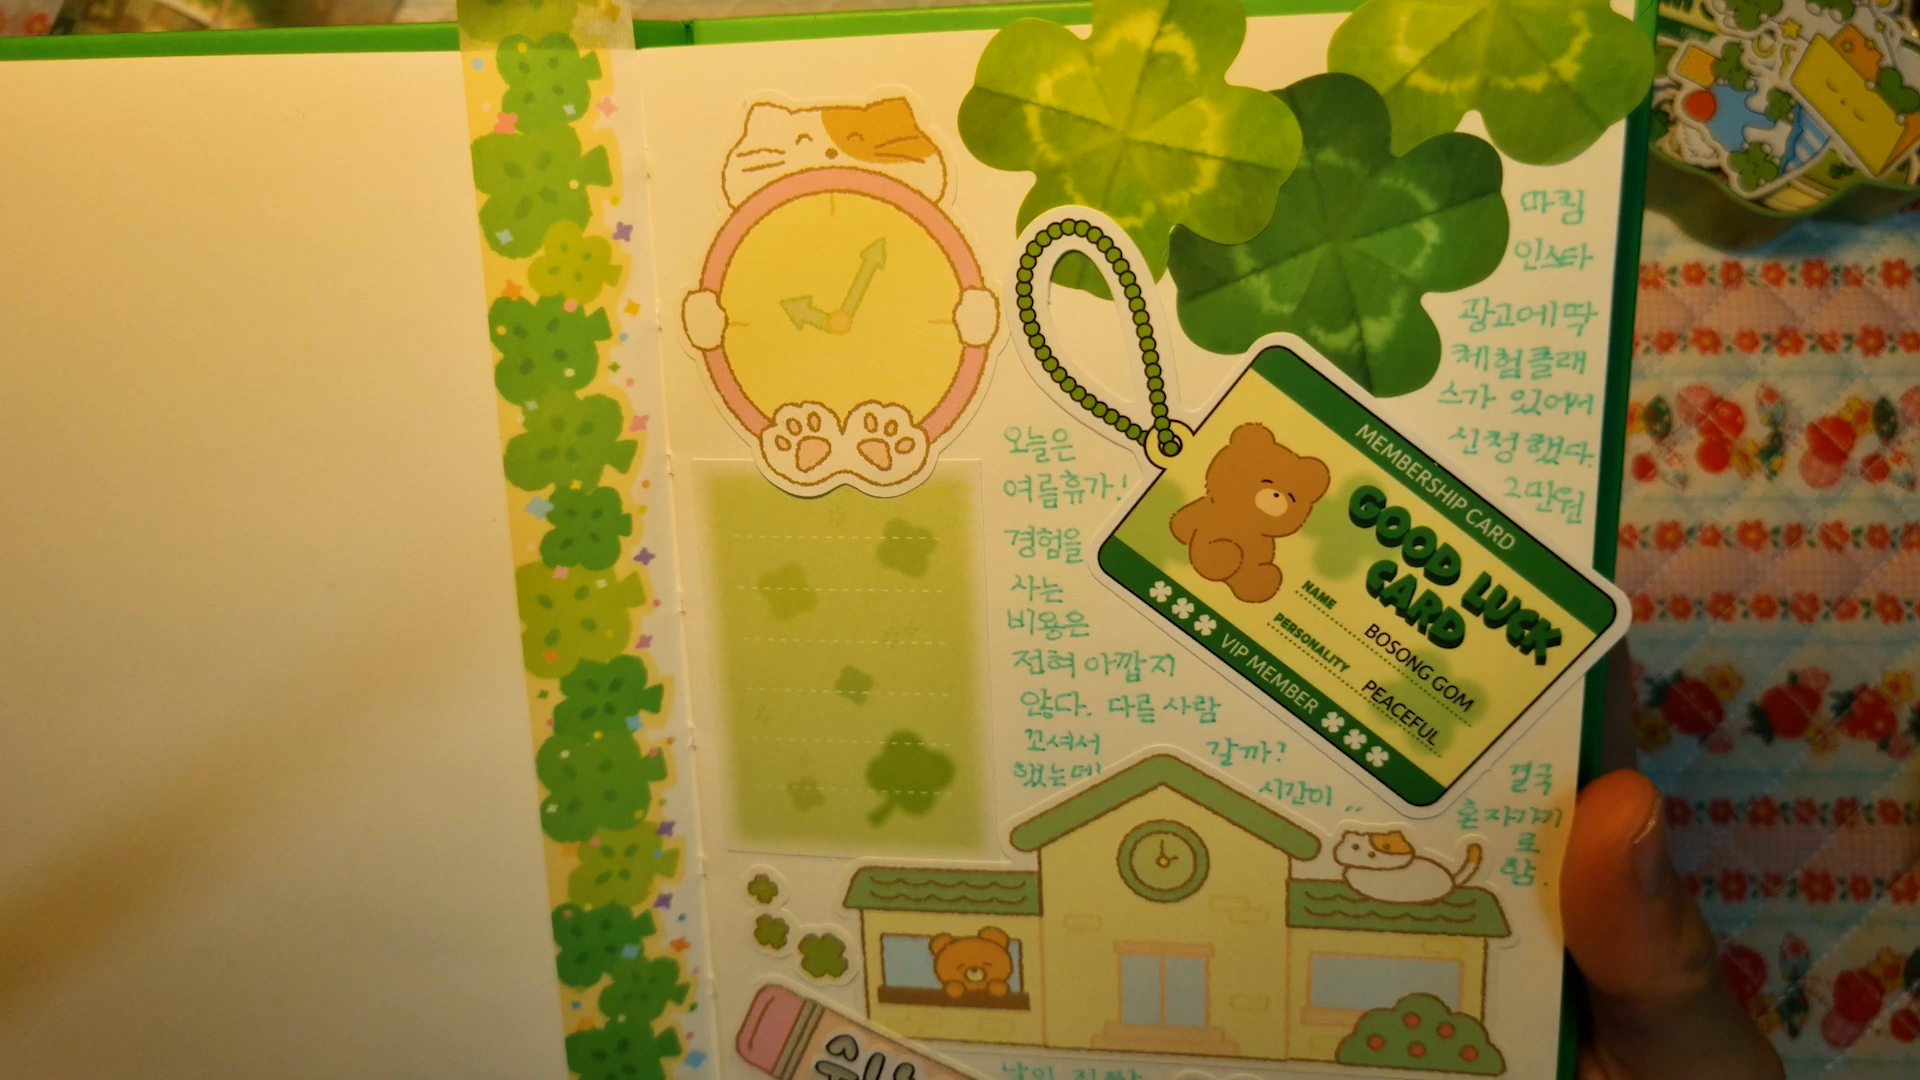 오늘은
여름휴가!
경험을
사는
비용은
전혀 아깝지
않다. 다른 사람
꼬셔서
했는데
갈까?
시간이..
마침
인스타
광고에 딱
체험클래
스가 있어서
신청했다.
2만원
결국
혼자가기
로
함.
MEMBERSHIP CARD
GOOD LUCK
CARD
NAME
BOSONG GOM
PERSONALITY
PEACEFUL
VIP MEMBER